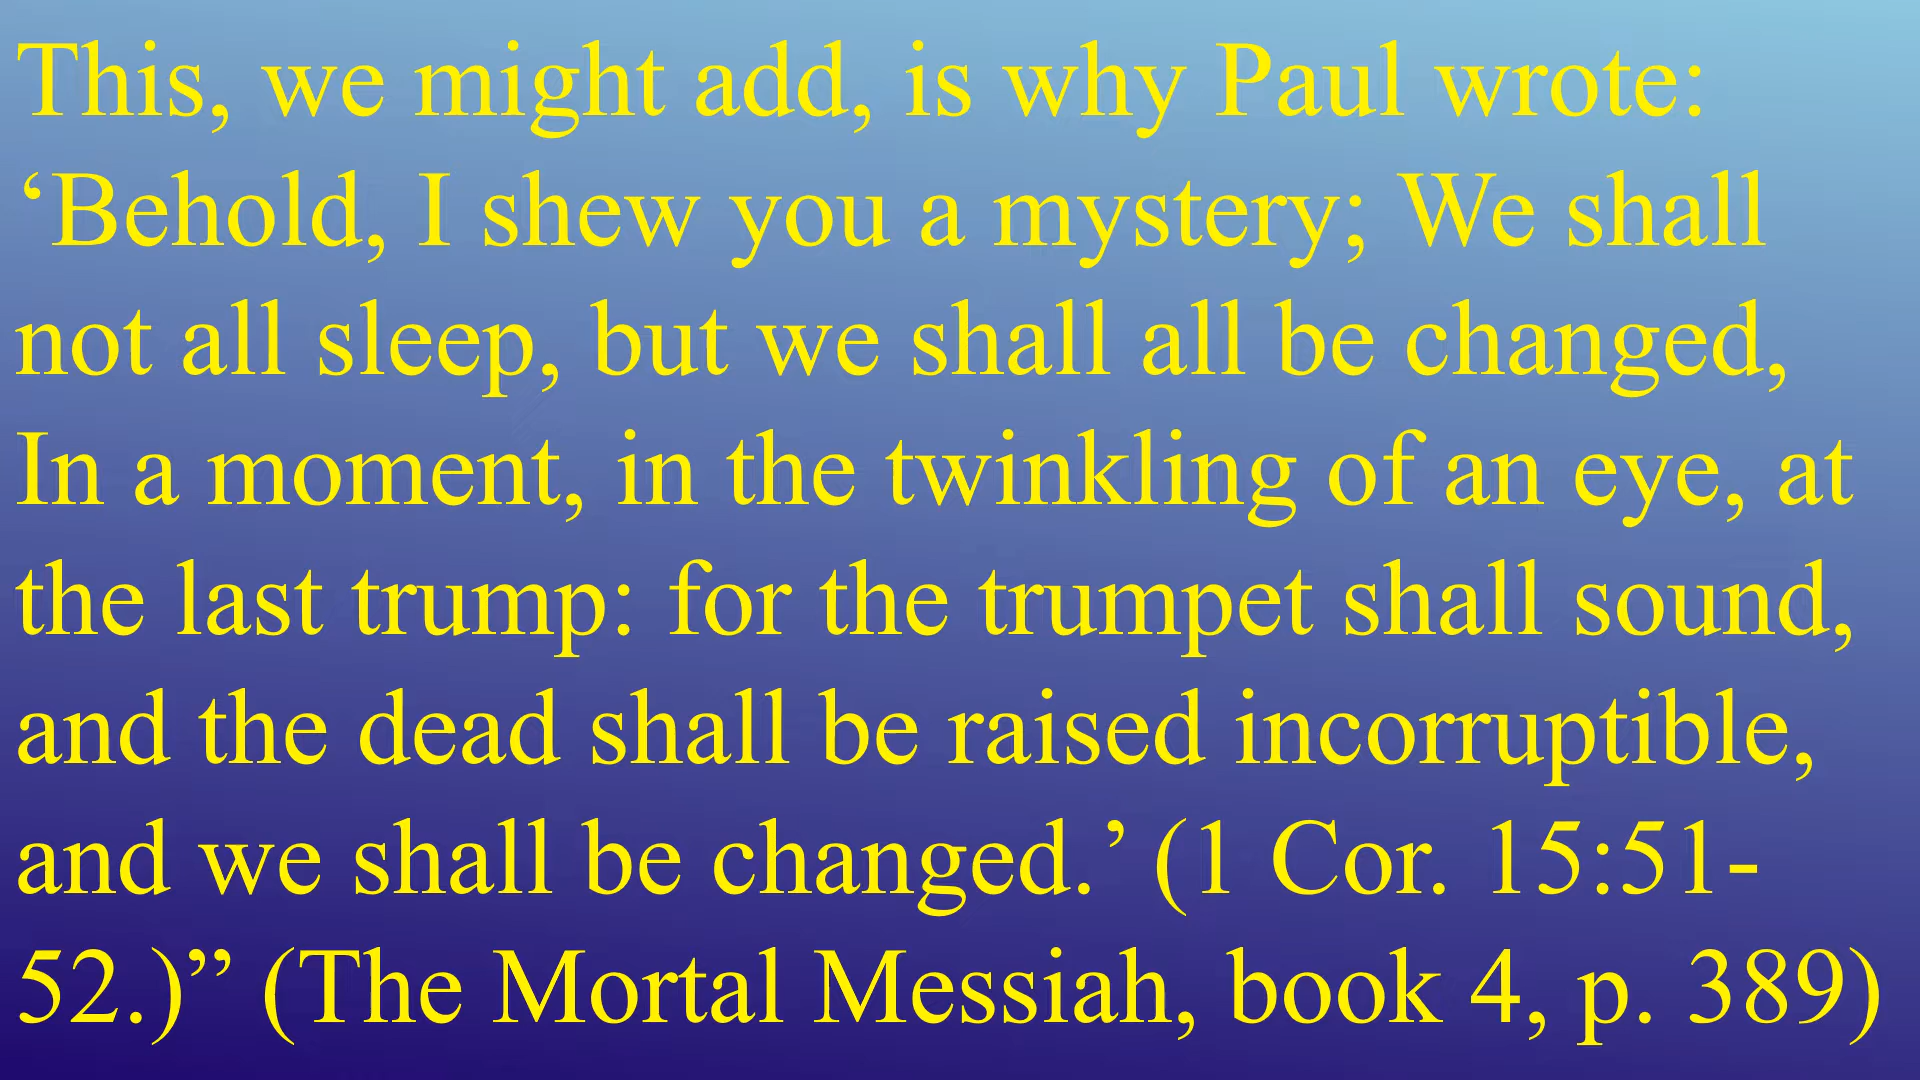 This, we might add, is why Paul wrote:
‘Behold, I shew you a mystery; We shall
not all sleep, but we shall all be changed,
In a moment, in the twinkling of an eye, at
the last trump: for the trumpet shall sound,
and the dead shall be raised incorruptible,
and we shall be changed.’ (1 Cor. 15:51-
52.)” (The Mortal Messiah, book 4, p. 389)